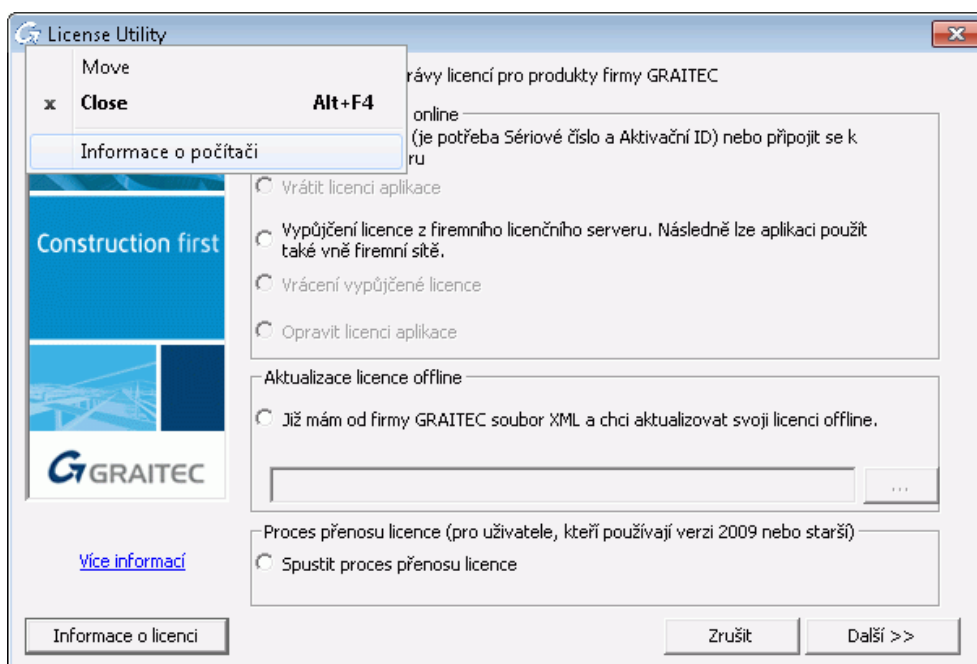 License Utility
Move
x Close Alt+F4
Informace o počítači
rávy licencí pro produkty firmy GRAITEC
online
(je potřeba Sériové číslo a Aktivační ID) nebo připojit se k
ru
Vrátit licenci aplikace
Vypůjčení licence z firemního licenčního serveru. Následně lze aplikaci použít
také vně firemní sítě.
Vrácení vypůjčené licence
Opravit licenci aplikace
Construction first
GRAITEC
Aktualizace licence offline
Již mám od firmy GRAITEC soubor XML a chci aktualizovat svoji licenci offline.
...
Proces přenosu licence (pro uživatele, kteří používají verzi 2009 nebo starší)
Spustit proces přenosu licence
Více informací
Informace o licenci
Zrušit
Další >>